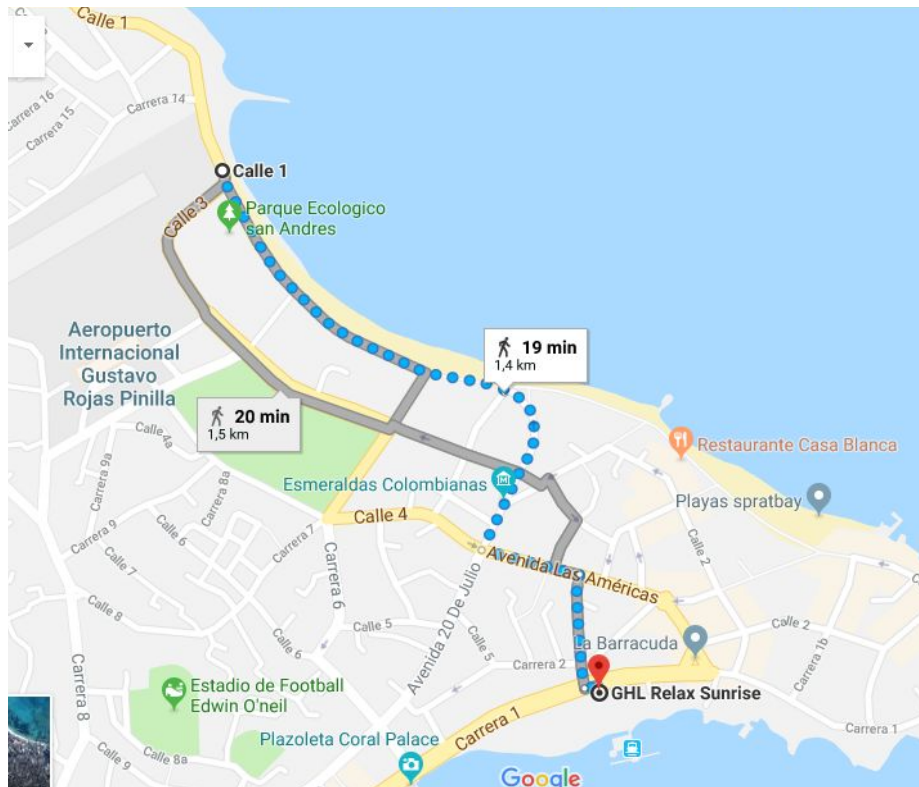 Calle 1
Carrera 16
Carrera 15
Carrera 14
Calle 1
Calle 3
Parque Ecologico
san Andres
Aeropuerto
Internacional
Gustavo
Rojas Pinilla
19 min
1,4 km
20 min
1,5 km
Restaurante Casa Blanca
Calle 4a
Carrera 9a
Carrera 8a
Esmeraldas Colombianas
Playas spratbay
Calle 4
Carrera 9
Calle 6
Carrera 7
Calle 7
Calle 2
Avenida Las Américas
Carrera 6
Avenida 20 De Julio
Calle 8
Calle 5
Calle 5
Calle 6
La Barracuda
Calle 2
Carrera 1b
Carrera 2
Carrera 8
Estadio de Football
Edwin O'neil
GHL Relax Sunrise
Carrera 1
Carrera 1
Plazoleta Coral Palace
Calle 8a
Calle 9
Google